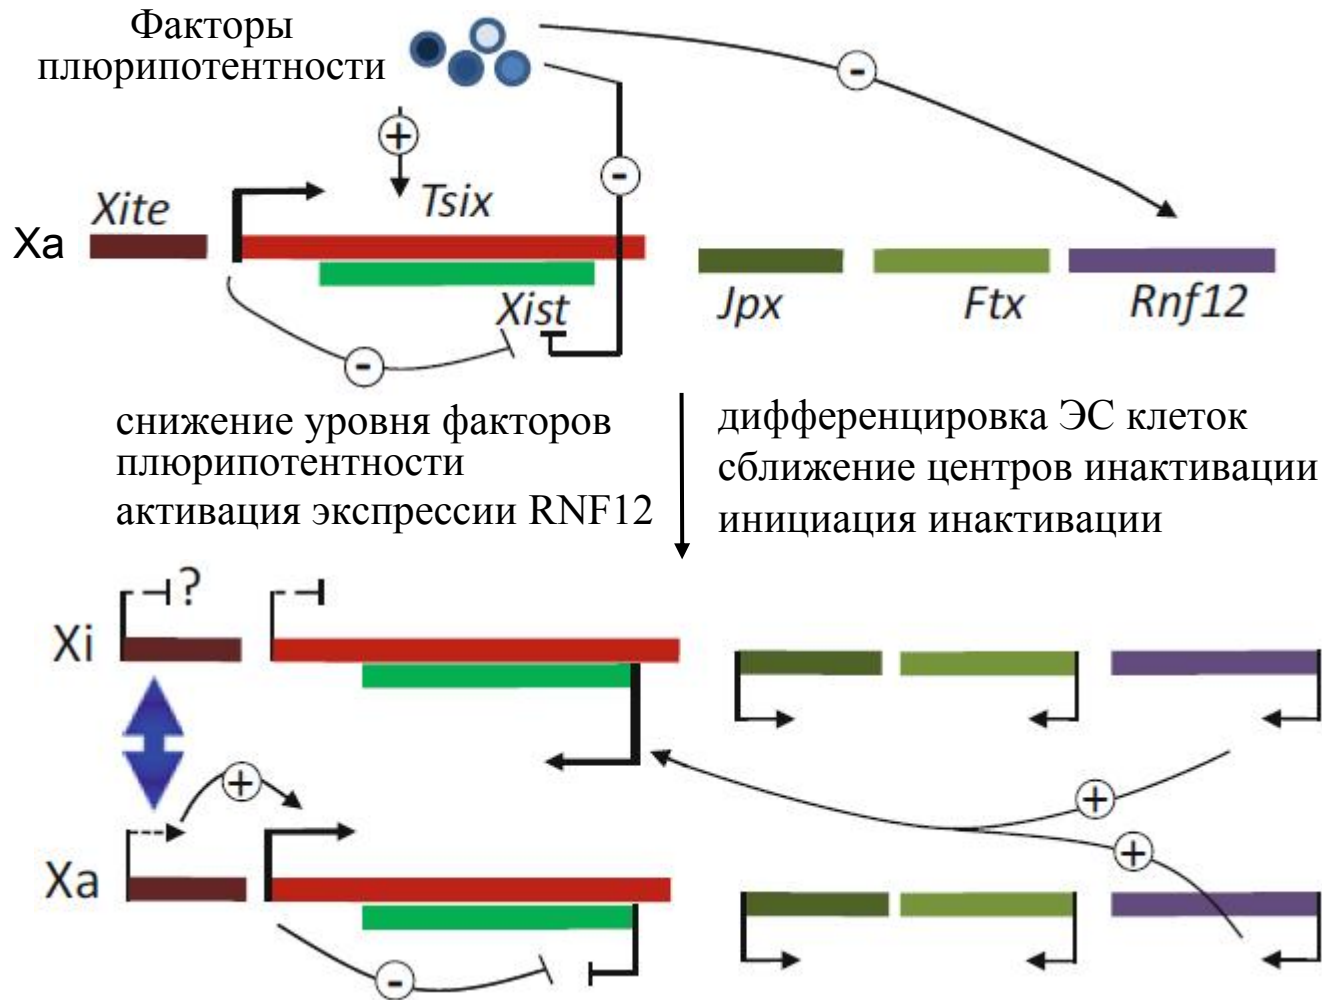 Факторы
плюрипотентности
-
+
-
Xite
Tsix
Xa
Xist
Jpx
Ftx
Rnf12
-
снижение уровня факторов
плюрипотентности
активация экспрессии RNF12
дифференцировка ЭС клеток
сближение центров инактивации
инициация инактивации
?
Xi
+
+
+
Xa
-